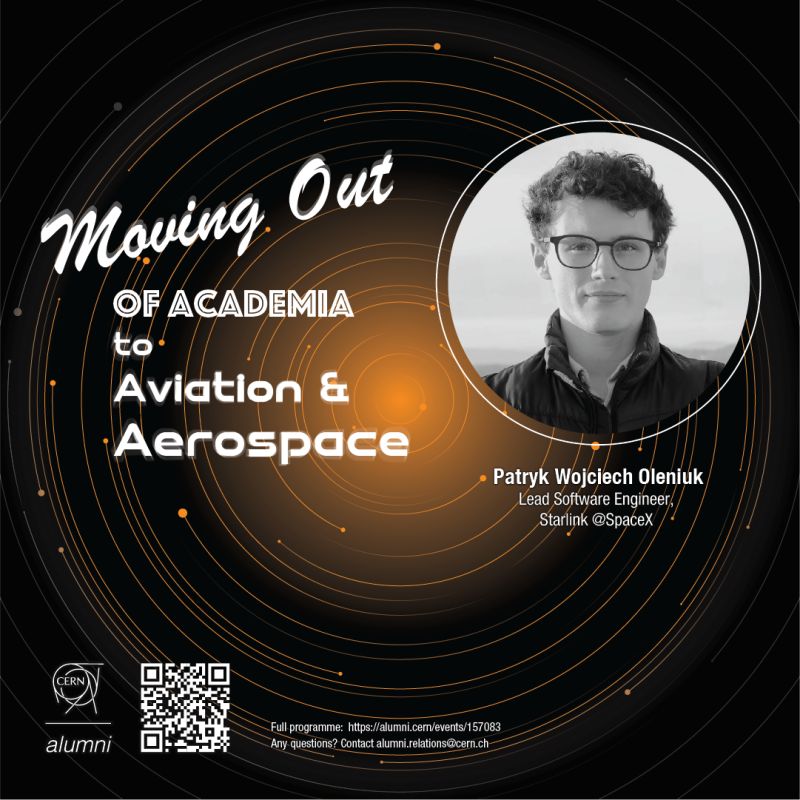 Moving Out
OF ACADEMIA
to
Aviation &
Aerospace
Patryk Wojciech Oleniuk
Lead Software Engineer,
Starlink @SpaceX
CERN
alumni
Full programme: https://alumni.cern/events/157083
Any questions? Contact alumni.relations@cern.ch